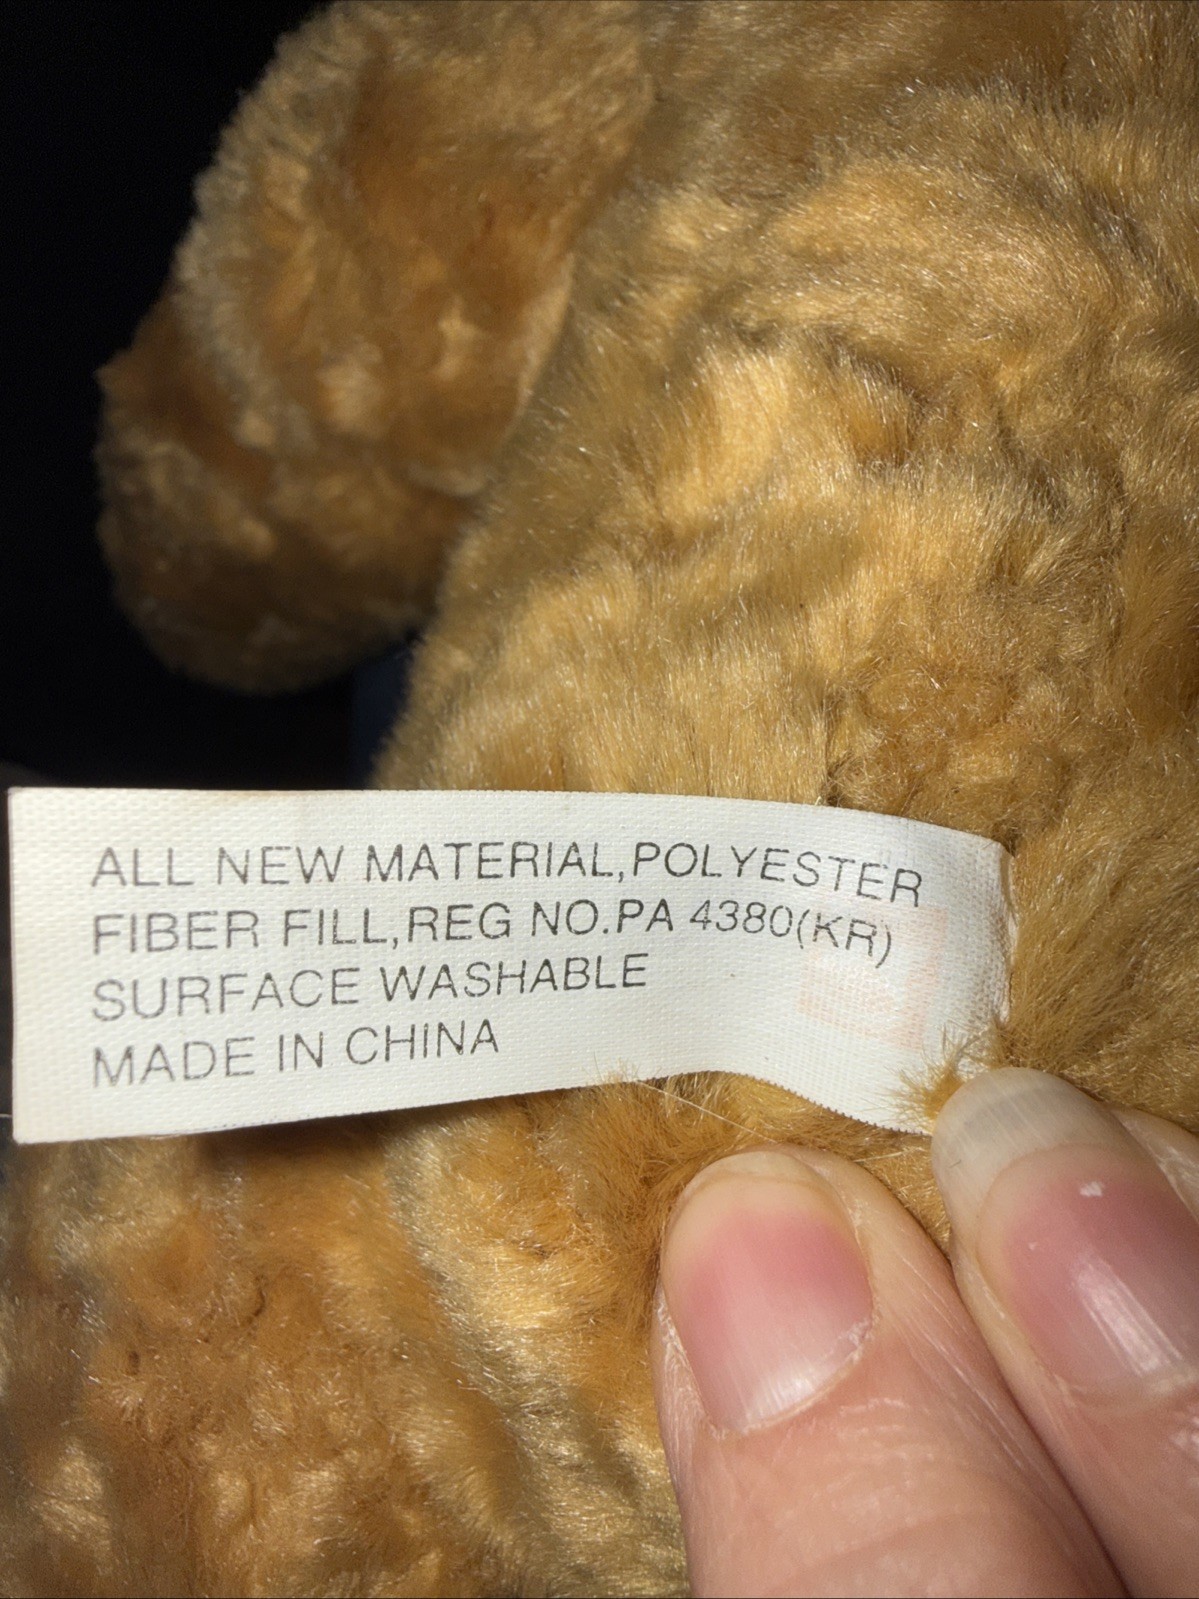 ALL NEW MATERIAL,POLYESTER
FIBER FILL,REG NO.PA 4380(KR)
SURFACE WASHABLE
MADE IN CHINA